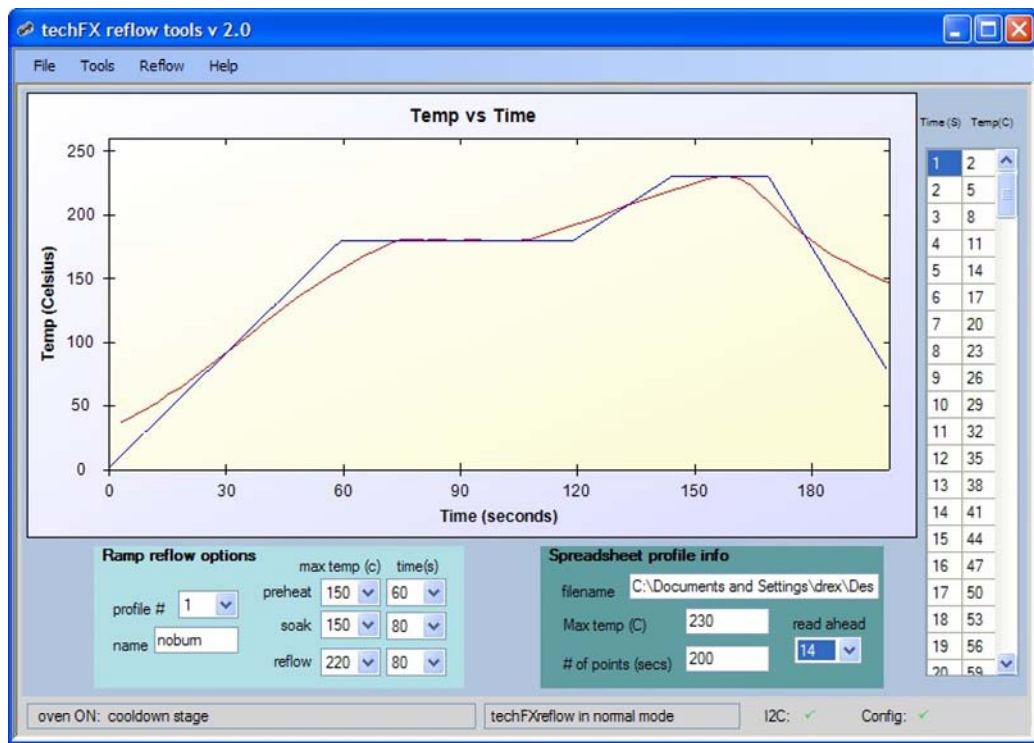 techFX reflow tools v 2.0
File Tools Reflow Help
Temp vs Time
Temp (Celsius)
250
200
150
100
50
0
0 30 60 90 120 150 180
Time (seconds)
Time (S) Temp(C)
1 2
2 5
3 8
4 11
5 14
6 17
7 20
8 23
9 26
10 29
11 32
12 35
13 38
14 41
15 44
16 47
17 50
18 53
19 56
20 59
Ramp reflow options
max temp (c) time(s)
profile # 1
name noburn
preheat 150 60
soak 150 80
reflow 220 80
Spreadsheet profile info
filename C:\Documents and Settings\drex\Des
Max temp (C) 230
# of points (secs) 200
read ahead
14
oven ON: cooldown stage
techFXreflow in normal mode
I2C: ✓
Config: ✓